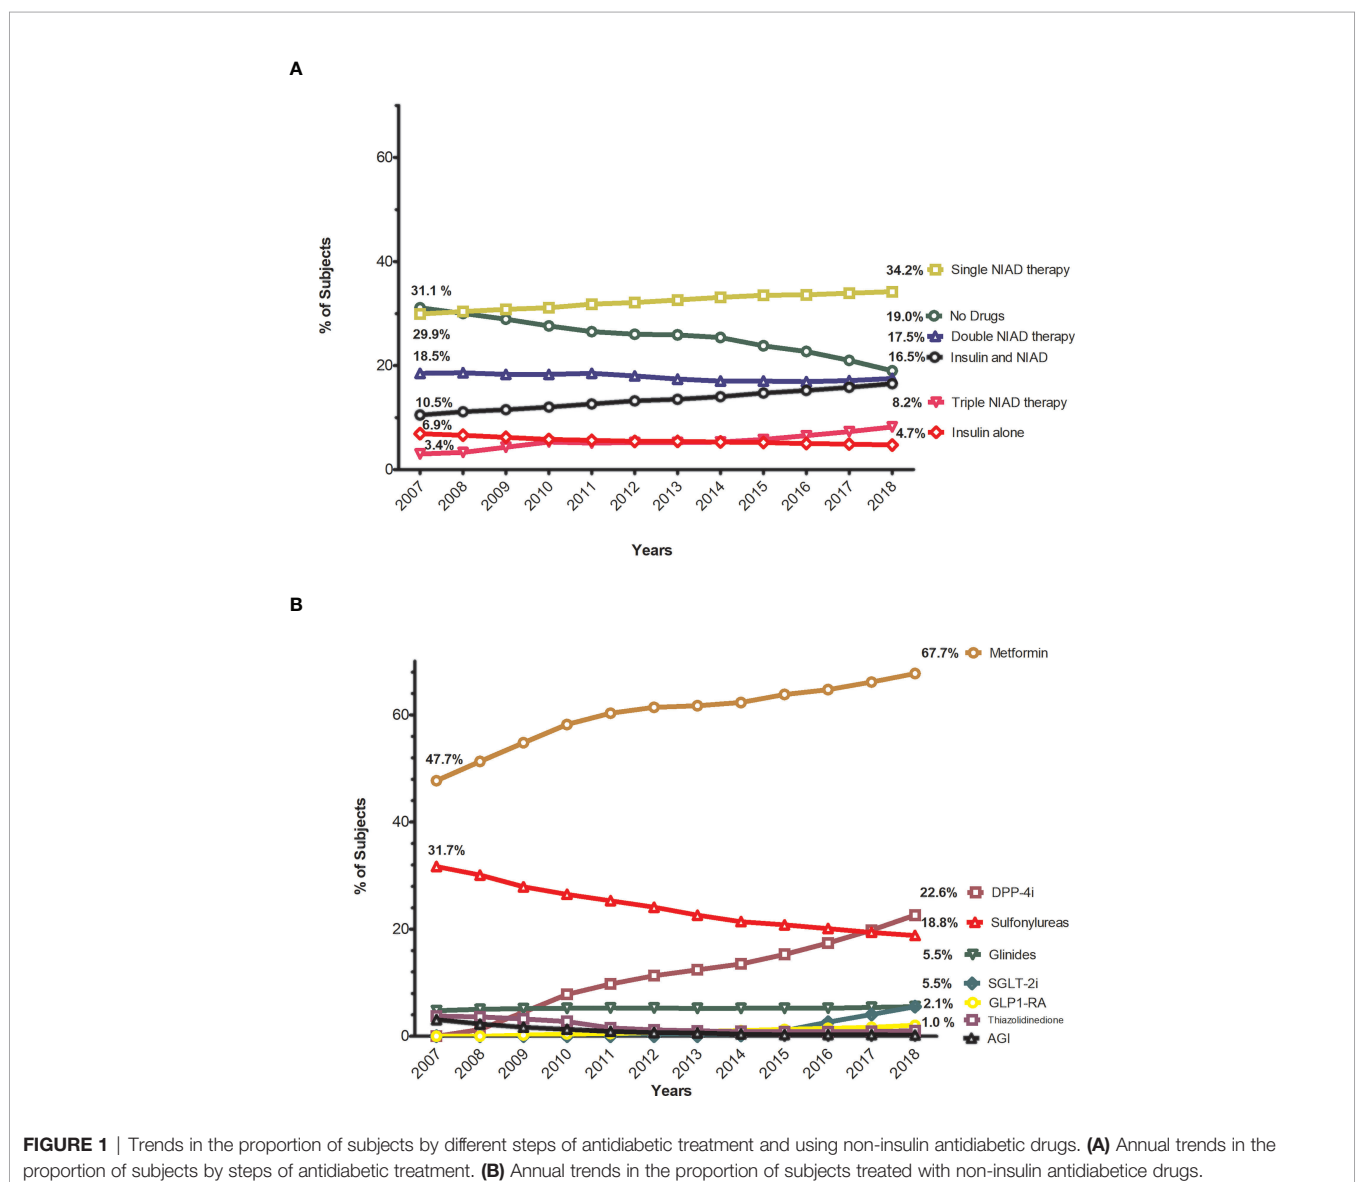 A
% of Subjects
60
40
20
0
31.1 %
29.9%
18.5%
10.5%
6.9%
3.4%
34.2% Single NIAD therapy
19.0% No Drugs
17.5% Double NIAD therapy
16.5% Insulin and NIAD
8.2% Triple NIAD therapy
4.7% Insulin alone
2007 2008 2009 2010 2011 2012 2013 2014 2015 2016 2017 2018
Years
B
% of Subjects
60
40
20
0
47.7%
31.7%
67.7% Metformin
22.6% DPP-4i
18.8% Sulfonylureas
5.5% Glinides
5.5% SGLT-2i
2.1% GLP1-RA
1.0 % Thiazolidinedione
AGI
2007 2008 2009 2010 2011 2012 2013 2014 2015 2016 2017 2018
Years
FIGURE 1 | Trends in the proportion of subjects by different steps of antidiabetic treatment and using non-insulin antidiabetic drugs. (A) Annual trends in the
proportion of subjects by steps of antidiabetic treatment. (B) Annual trends in the proportion of subjects treated with non-insulin antidiabetice drugs.